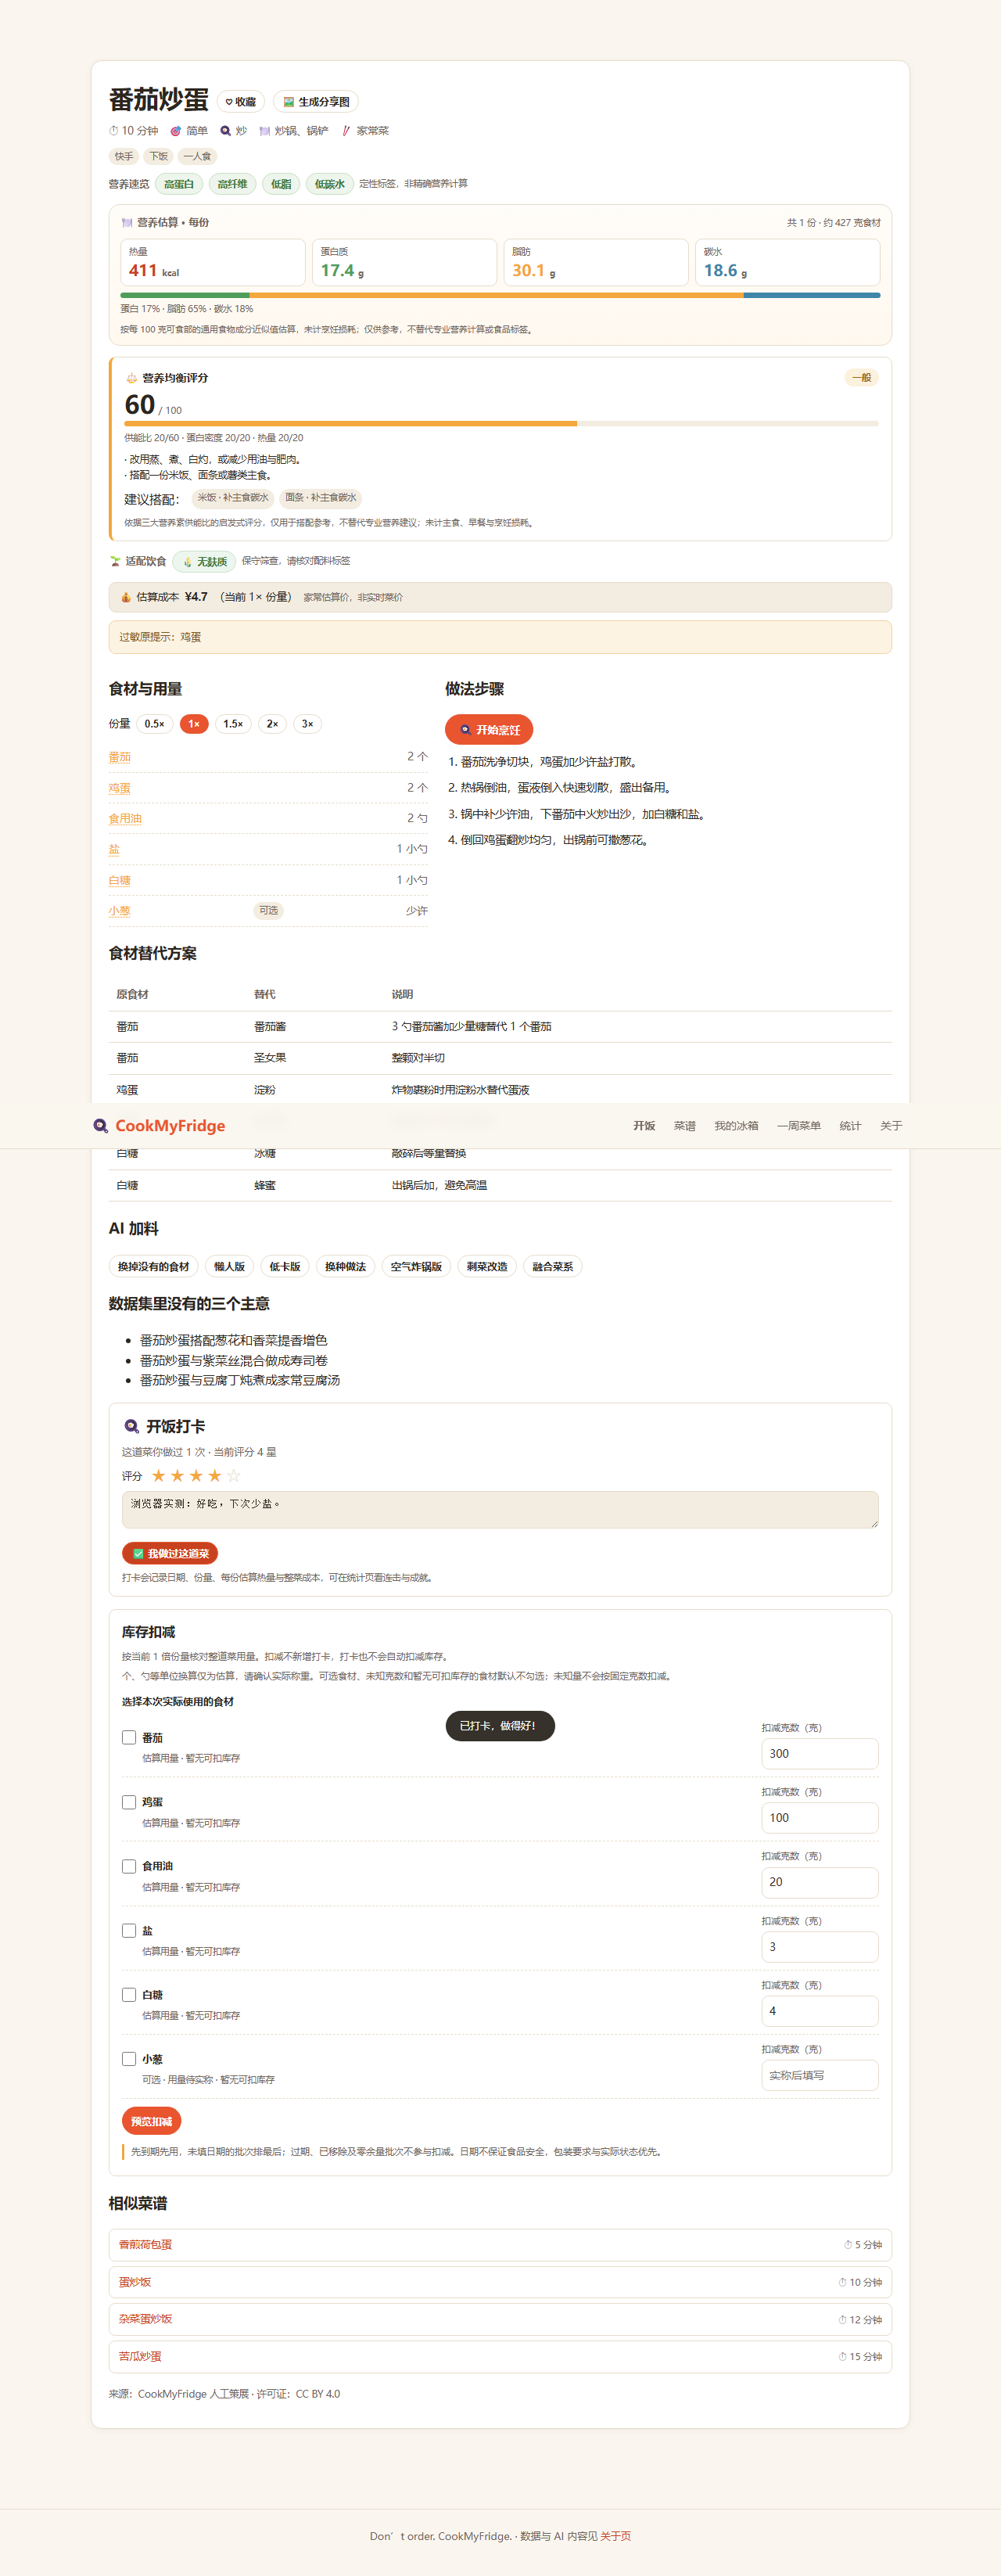 番茄炒蛋 ♡ 收藏 生成分享图
10 分钟 简单 炒 炒锅、锅铲 家常菜
快手 下饭 一人食
营养速览 高蛋白 高纤维 低脂 低碳水 定性标签，非精确营养计算
营养估算 • 每份 共 1 份 · 约 427 克食材
热量 蛋白质 脂肪 碳水
411 kcal 17.4 g 30.1 g 18.6 g
蛋白 17% · 脂肪 65% · 碳水 18%
按每 100 克可食部的通用食物成分近似值估算，未计烹饪损耗；仅供参考，不替代专业营养计算或食品标签。
营养均衡评分 一般
60 / 100
供能比 20/60 · 蛋白密度 20/20 · 热量 20/20
· 改用蒸、煮、白灼，或减少用油与肥肉。
· 搭配一份米饭、面条或薯类主食。
建议搭配： 米饭 · 补主食碳水 面条 · 补主食碳水
依据三大营养素供能比的启发式评分，仅用于搭配参考，不替代专业营养建议；未计主食、早餐与烹饪损耗。
适配饮食 无麸质 保守筛查，请核对配料标签
估算成本 ¥4.7 （当前 1× 份量） 家常估算价，非实时菜价
过敏原提示：鸡蛋
食材与用量
份量 0.5× 1× 1.5× 2× 3×
番茄 2 个
鸡蛋 2 个
食用油 2 勺
盐 1 小勺
白糖 1 小勺
小葱 可选 少许
做法步骤
开始烹饪
1. 番茄洗净切块，鸡蛋加少许盐打散。
2. 热锅倒油，蛋液倒入快速划散，盛出备用。
3. 锅中补少许油，下番茄中火炒出沙，加白糖和盐。
4. 倒回鸡蛋翻炒均匀，出锅前可撒葱花。
食材替代方案
原食材 替代 说明
番茄 番茄酱 3 勺番茄酱加少量糖替代 1 个番茄
番茄 圣女果 整颗对半切
鸡蛋 淀粉 炸物裹粉时用淀粉水替代蛋液
CookMyFridge 开饭 菜谱 我的冰箱 一周菜单 统计 关于
白糖 冰糖 敲碎后等量替换
白糖 蜂蜜 出锅后加，避免高温
AI 加料
换掉没有的食材 懒人版 低卡版 换种做法 空气炸锅版 剩菜改造 融合菜系
数据集里没有的三个主意
• 番茄炒蛋搭配葱花和香菜提香增色
• 番茄炒蛋与紫菜丝混合做成寿司卷
• 番茄炒蛋与豆腐丁炖煮成家常豆腐汤
开饭打卡
这道菜你做过 1 次 · 当前评分 4 星
评分 ★ ★ ★ ★ ☆
浏览器实测：好吃，下次少盐。
我做过这道菜
打卡会记录日期、份量、每份估算热量与整菜成本，可在统计页看连击与成就。
库存扣减
按当前 1 倍份量核对整道菜用量。扣减不新增打卡，打卡也不会自动扣减库存。
个、勺等单位换算仅为估算，请确认实际称重。可选食材、未知克数和暂无可扣库存的食材默认不勾选；未知量不会按固定克数扣减。
选择本次实际使用的食材
已打卡，做得好！
番茄 扣减克数（克）
估算用量 · 暂无可扣库存 300
鸡蛋 扣减克数（克）
估算用量 · 暂无可扣库存 100
食用油 扣减克数（克）
估算用量 · 暂无可扣库存 20
盐 扣减克数（克）
估算用量 · 暂无可扣库存 3
白糖 扣减克数（克）
估算用量 · 暂无可扣库存 4
小葱 扣减克数（克）
可选 · 用量待实称 · 暂无可扣库存 实称后填写
预览扣减
先到期先用，未填日期的批次排最后；过期、已移除及零余量批次不参与扣减。日期不保证食品安全，包装要求与实际状态优先。
相似菜谱
香煎荷包蛋 5 分钟
蛋炒饭 10 分钟
杂菜蛋炒饭 12 分钟
苦瓜炒蛋 15 分钟
来源：CookMyFridge 人工策展 · 许可证：CC BY 4.0
Don't order. CookMyFridge. · 数据与 AI 内容见 关于页